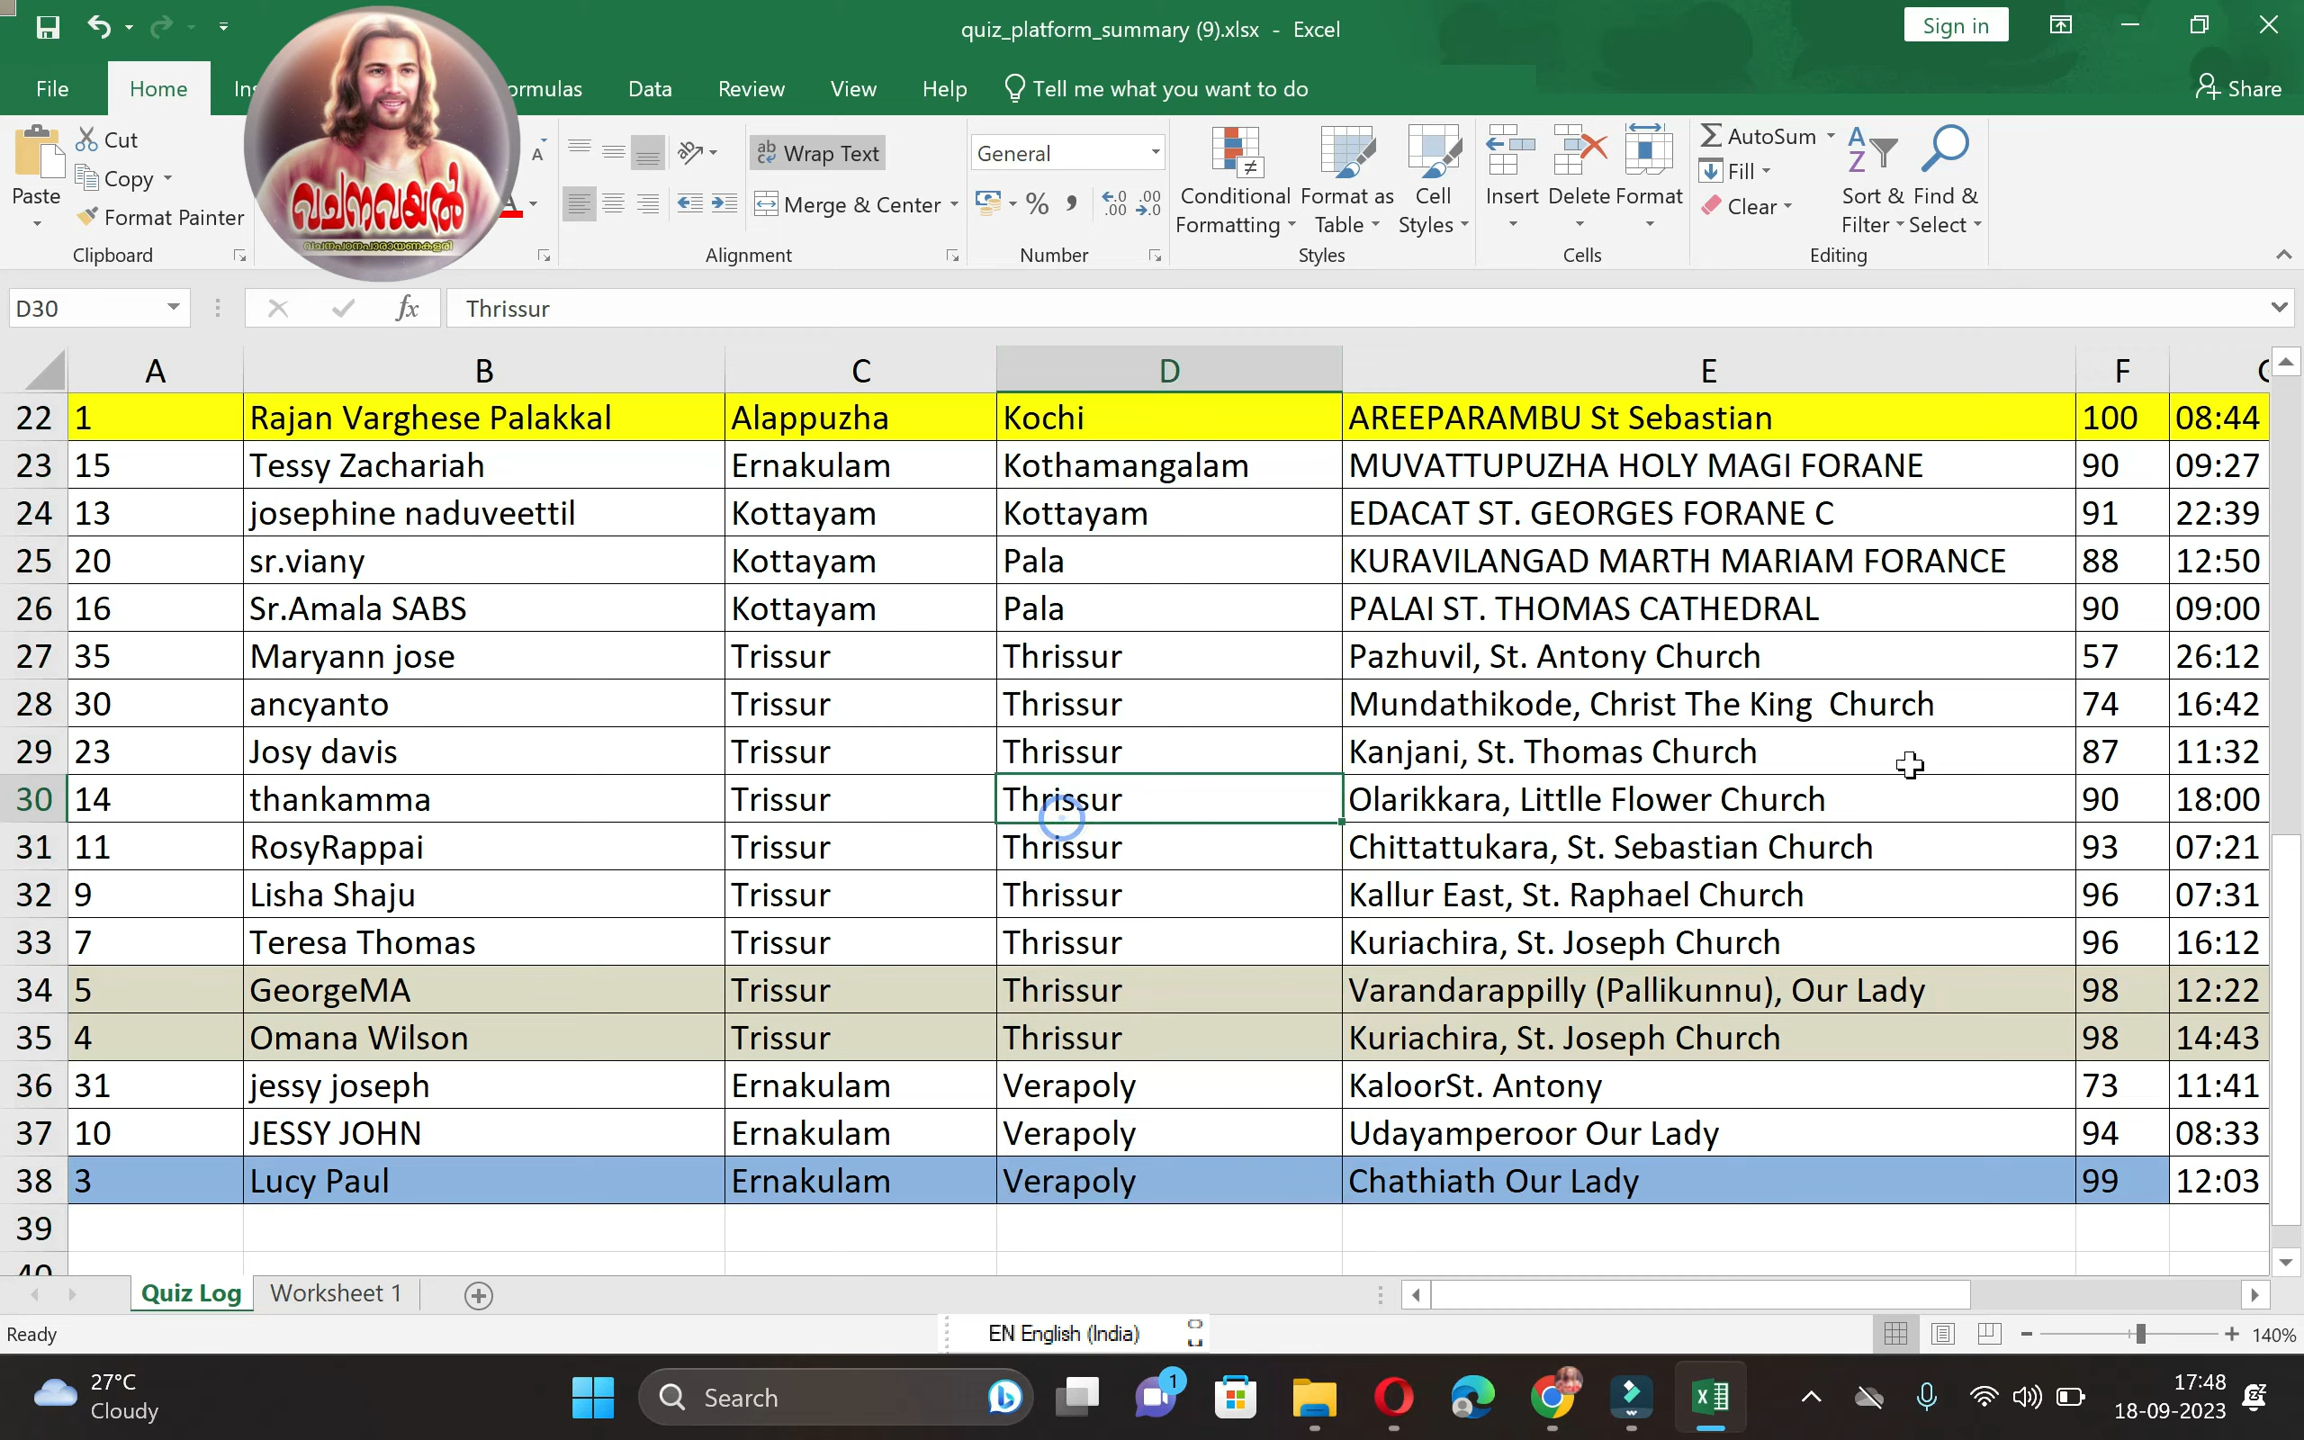 quiz_platform_summary (9).xlsx - Excel
Sign in
File Home Ins ormulas Data Review View Help Tell me what you want to do Share
Cut
Copy
Format Painter
Paste
Clipboard
വചനവയൽ
വചനപഠനപാരായണകളരി
Wrap Text
Merge & Center
Alignment
General
Number
Conditional Formatting
Format as Table
Cell Styles
Styles
Insert Delete Format
Cells
AutoSum
Fill
Clear
Sort & Filter
Find & Select
Editing
D30 fx Thrissur
A B C D E F
22 1 Rajan Varghese Palakkal Alappuzha Kochi AREEPARAMBU St Sebastian 100 08:44
23 15 Tessy Zachariah Ernakulam Kothamangalam MUVATTUPUZHA HOLY MAGI FORANE 90 09:27
24 13 josephine naduveettil Kottayam Kottayam EDACAT ST. GEORGES FORANE C 91 22:39
25 20 sr.viany Kottayam Pala KURAVILANGAD MARTH MARIAM FORANCE 88 12:50
26 16 Sr.Amala SABS Kottayam Pala PALAI ST. THOMAS CATHEDRAL 90 09:00
27 35 Maryann jose Trissur Thrissur Pazhuvil, St. Antony Church 57 26:12
28 30 ancyanto Trissur Thrissur Mundathikode, Christ The King Church 74 16:42
29 23 Josy davis Trissur Thrissur Kanjani, St. Thomas Church 87 11:32
30 14 thankamma Trissur Thrissur Olarikkara, Littlle Flower Church 90 18:00
31 11 RosyRappai Trissur Thrissur Chittattukara, St. Sebastian Church 93 07:21
32 9 Lisha Shaju Trissur Thrissur Kallur East, St. Raphael Church 96 07:31
33 7 Teresa Thomas Trissur Thrissur Kuriachira, St. Joseph Church 96 16:12
34 5 GeorgeMA Trissur Thrissur Varandarappilly (Pallikunnu), Our Lady 98 12:22
35 4 Omana Wilson Trissur Thrissur Kuriachira, St. Joseph Church 98 14:43
36 31 jessy joseph Ernakulam Verapoly KaloorSt. Antony 73 11:41
37 10 JESSY JOHN Ernakulam Verapoly Udayamperoor Our Lady 94 08:33
38 3 Lucy Paul Ernakulam Verapoly Chathiath Our Lady 99 12:03
39
40
Quiz Log Worksheet 1
Ready
EN English (India)
140%
27°C
Cloudy
Search
1
17:48
18-09-2023